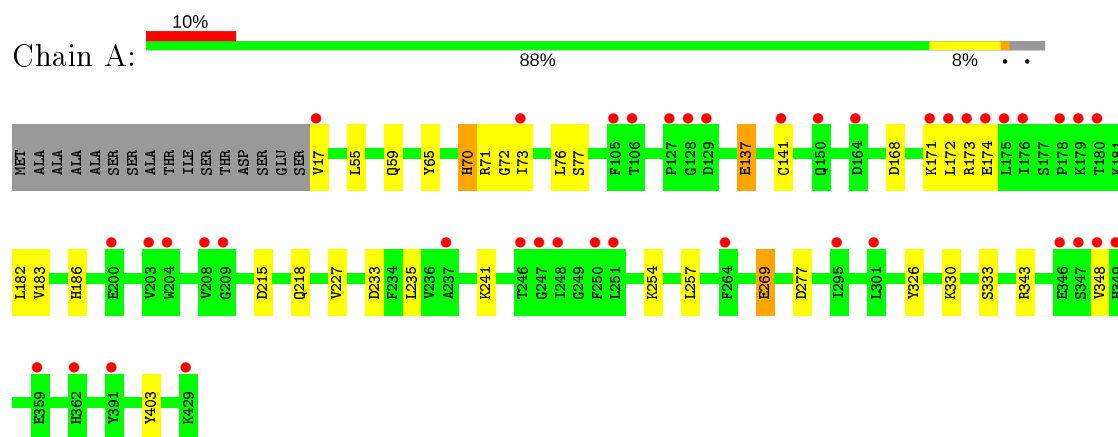 10%
Chain A:
88% 8% • •
MET ALA ALA ALA ALA SER SER ALA THR ILE SER THR ASP SER GLU SER V17 L55 Q59 Y65 H70 R71 G72 I73 L76 S77 F105 T106 P127 G128 D129 E137 C141 Q150 D164 D168 K171 L172 R173 E174 L175 I176 S177 P178 K179 T180 K181
L182 V183 H186 E200 V203 W204 V208 G209 D215 Q218 V227 D233 F234 L235 V236 A237 K241 T246 G247 I248 G249 F250 L251 K254 L257 F264 E269 D277 I295 L301 Y326 K330 S333 R343 E346 S347 V348 H349
E359 H362 Y391 Y403 K429